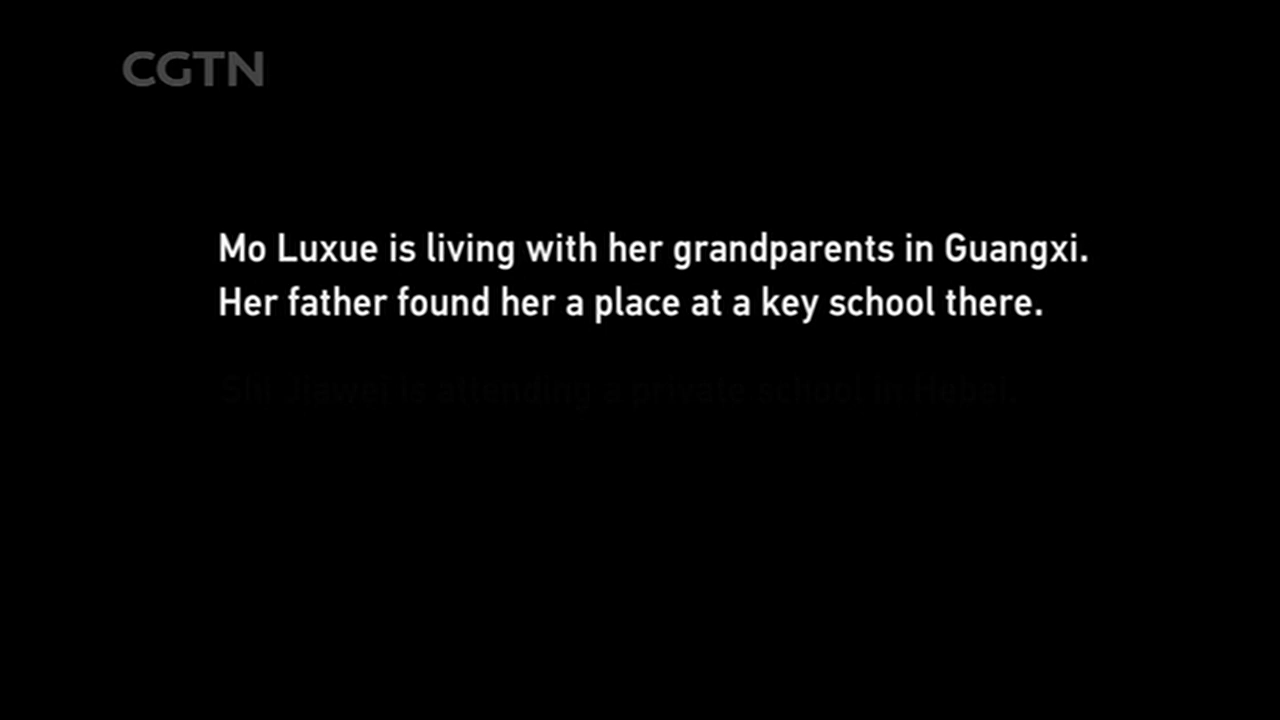 CGTN
Mo Luxue is living with her grandparents in Guangxi.
Her father found her a place at a key school there.
Shi Jiawei is attending a private school in Hebei.